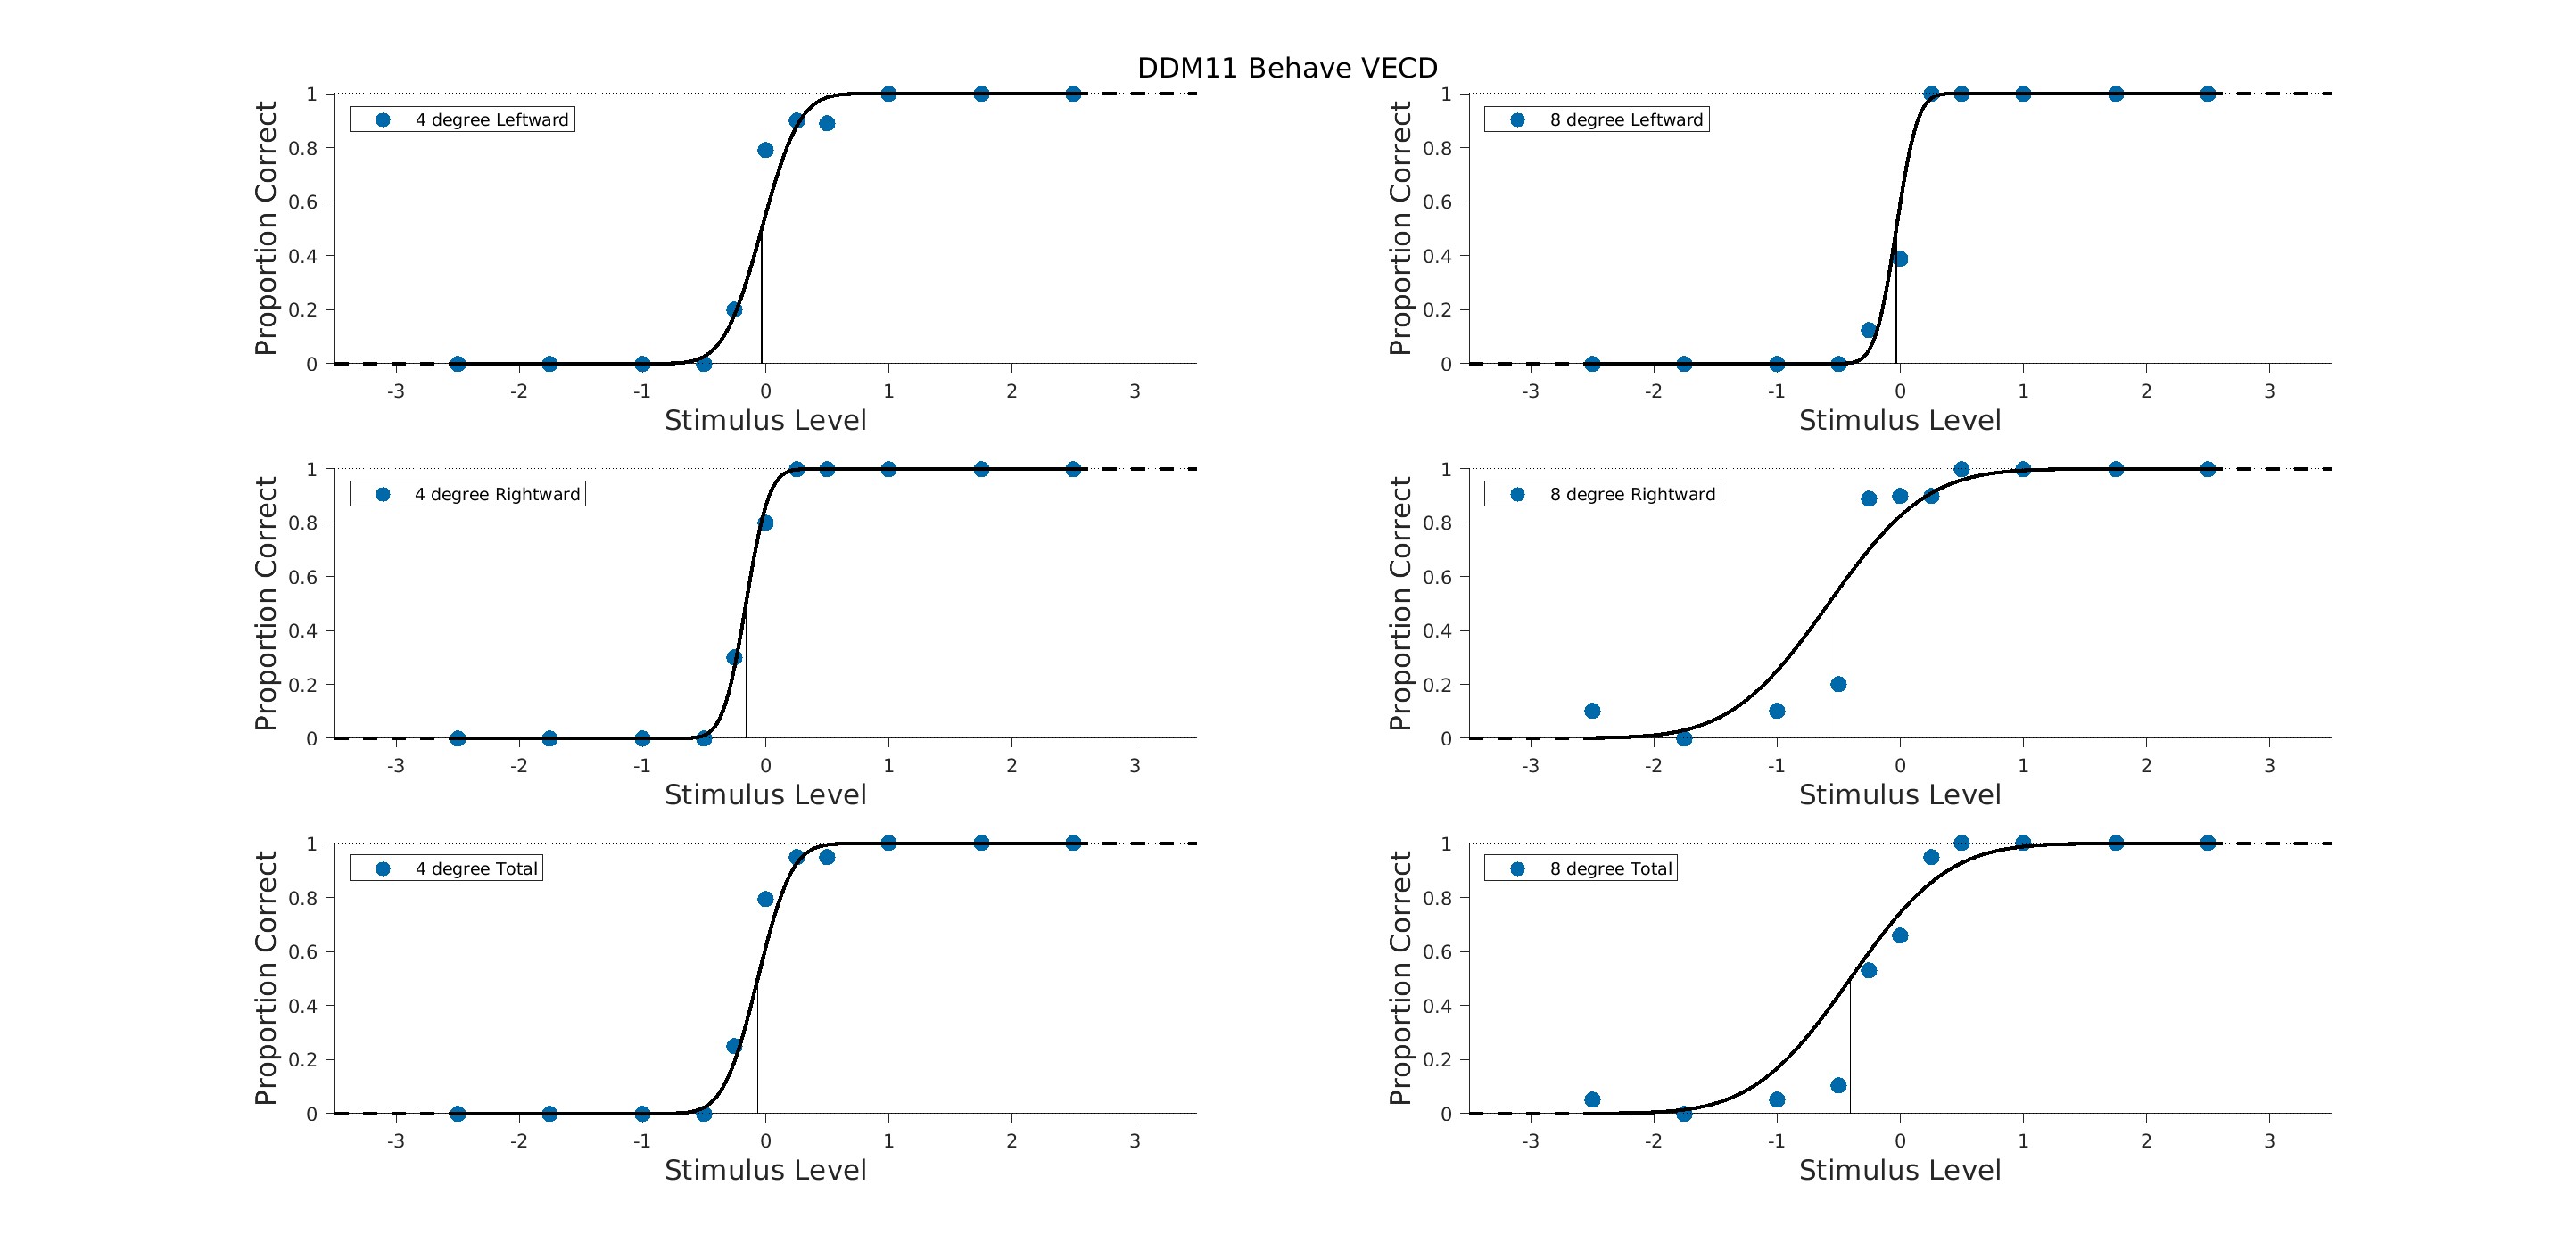 DDM11 Behave VECD
Proportion Correct
1
0.8
0.6
0.4
0.2
0
4 degree Leftward
-3 -2 -1 0 1 2 3
Stimulus Level
Proportion Correct
1
0.8
0.6
0.4
0.2
0
8 degree Leftward
-3 -2 -1 0 1 2 3
Stimulus Level
Proportion Correct
1
0.8
0.6
0.4
0.2
0
4 degree Rightward
-3 -2 -1 0 1 2 3
Stimulus Level
Proportion Correct
1
0.8
0.6
0.4
0.2
0
8 degree Rightward
-3 -2 -1 0 1 2 3
Stimulus Level
Proportion Correct
1
0.8
0.6
0.4
0.2
0
4 degree Total
-3 -2 -1 0 1 2 3
Stimulus Level
Proportion Correct
1
0.8
0.6
0.4
0.2
0
8 degree Total
-3 -2 -1 0 1 2 3
Stimulus Level